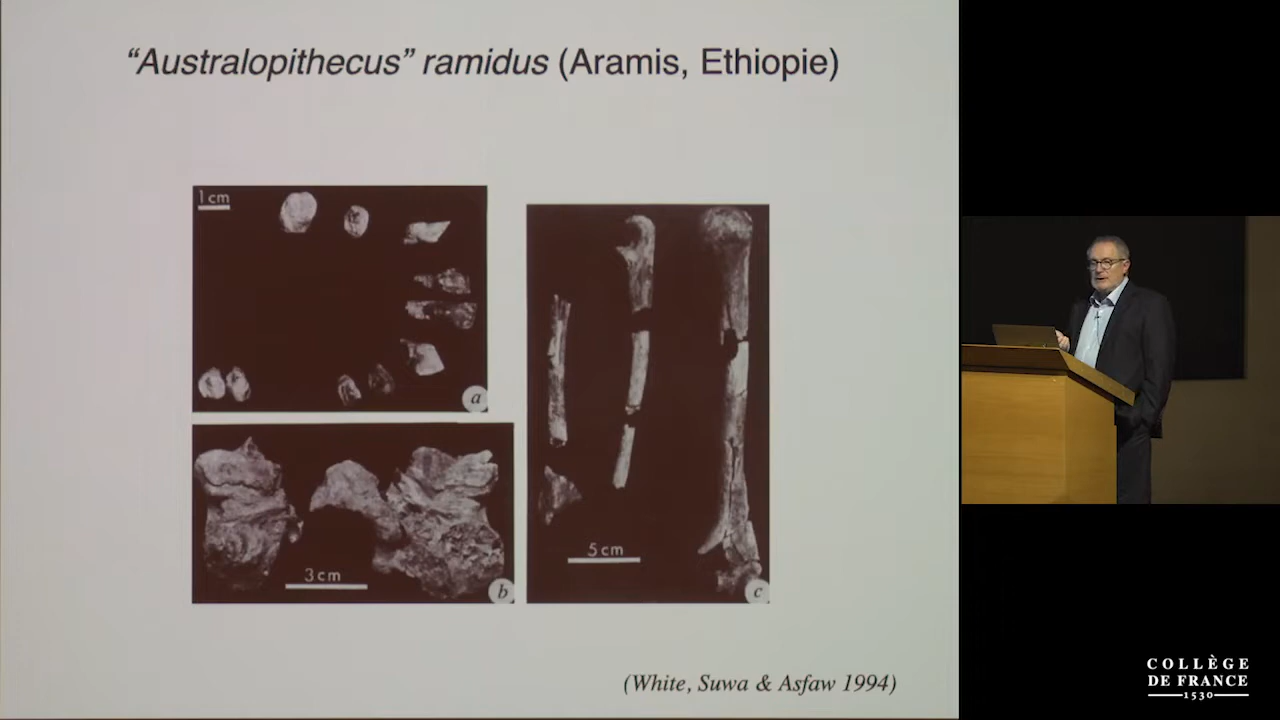 “Australopithecus” ramidus (Aramis, Ethiopie)
1 cm
a
3 cm
b
5 cm
c
(White, Suwa & Asfaw 1994)
COLLÈGE
DE FRANCE
1530